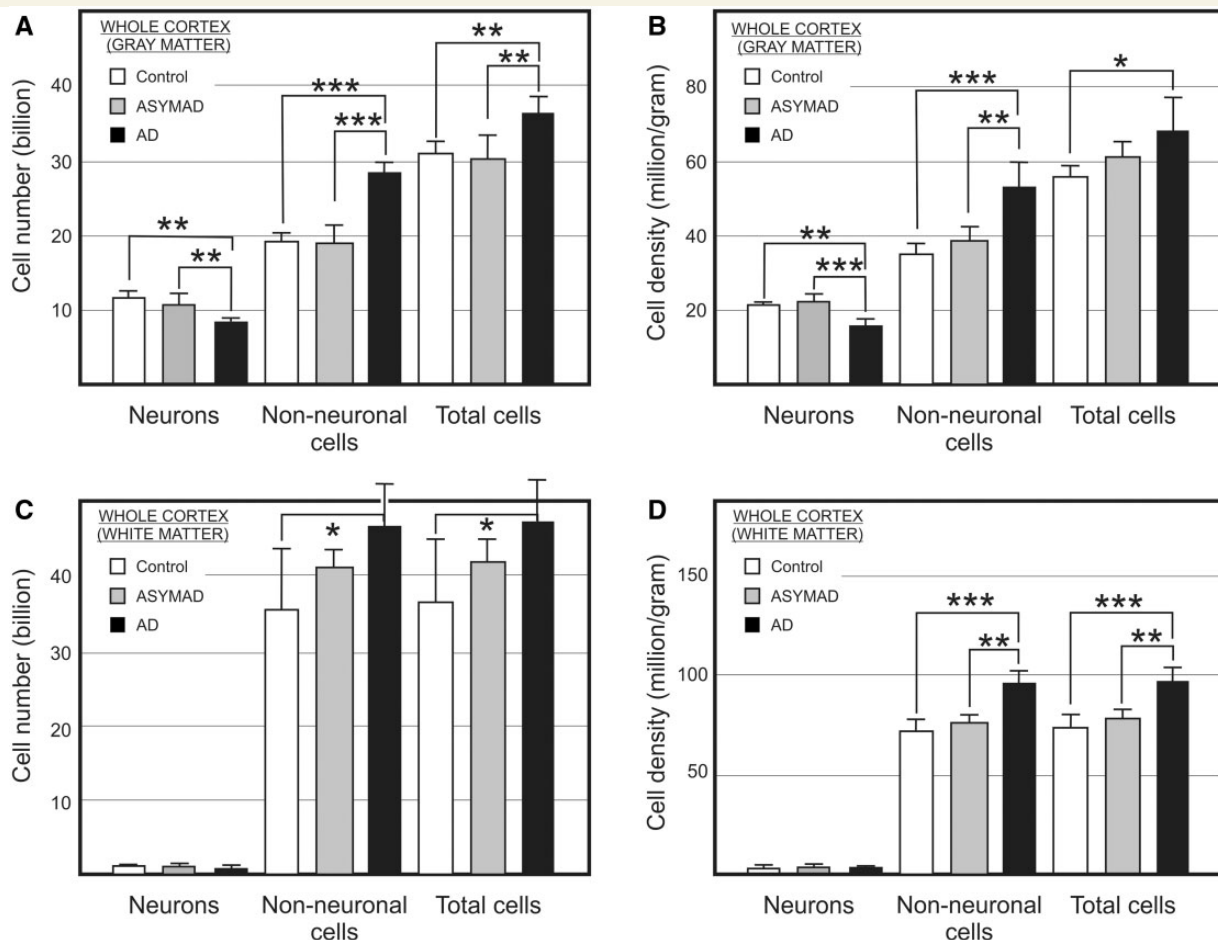 A
WHOLE CORTEX
(GRAY MATTER)
Control
ASYMAD
AD
Cell number (billion)
40
30
20
10
**
**
***
***
**
**
Neurons
Non-neuronal
cells
Total cells
B
WHOLE CORTEX
(GRAY MATTER)
Control
ASYMAD
AD
Cell density (million/gram)
80
60
40
20
**
***
***
**
*
Neurons
Non-neuronal
cells
Total cells
C
WHOLE CORTEX
(WHITE MATTER)
Control
ASYMAD
AD
Cell number (billion)
40
30
20
10
*
*
Neurons
Non-neuronal
cells
Total cells
D
WHOLE CORTEX
(WHITE MATTER)
Control
ASYMAD
AD
Cell density (million/gram)
150
100
50
***
**
***
**
Neurons
Non-neuronal
cells
Total cells